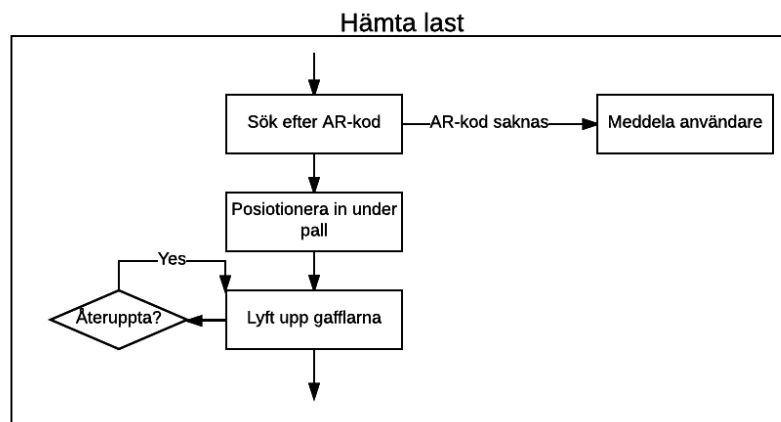 Hämta last
Sök efter AR-kod
AR-kod saknas
Meddela användare
Posiotionera in under
pall
Yes
Återuppta?
Lyft upp gafflarna